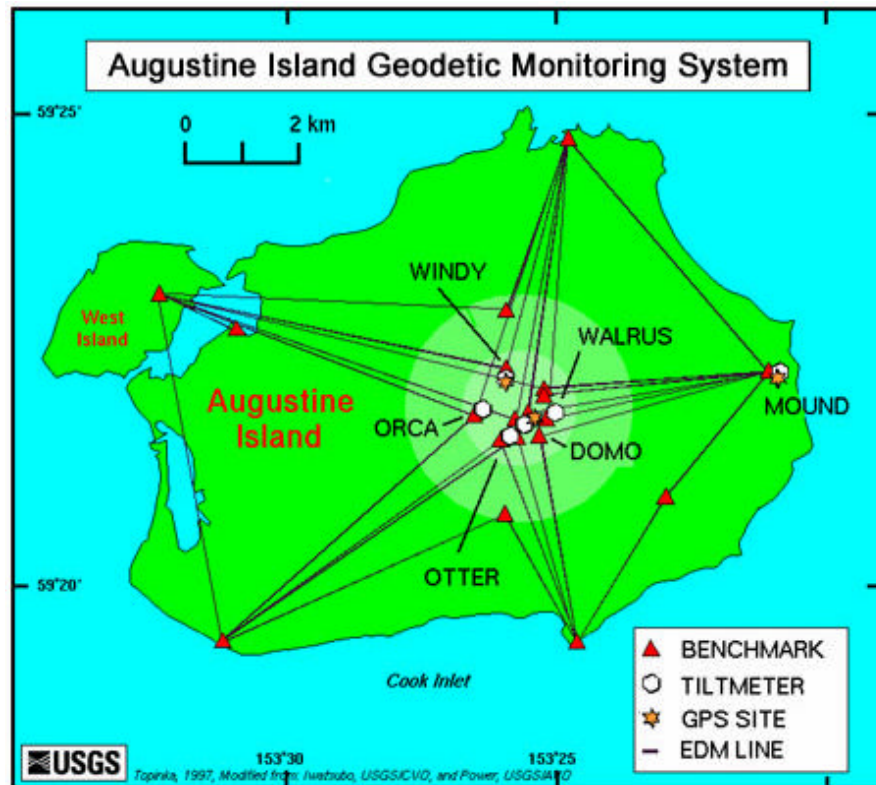 Augustine Island Geodetic Monitoring System
59°25'
0 2 km
WINDY
West
Island
WALRUS
Augustine
Island
MOUND
ORCA
DOMO
OTTER
59°20'
BENCHMARK
TILTMETER
GPS SITE
EDM LINE
Cook Inlet
153°30
153°25
USGS
Topinka, 1997, Modified from: Iwatsubo, USGS/CVO, and Power, USGS/AVO